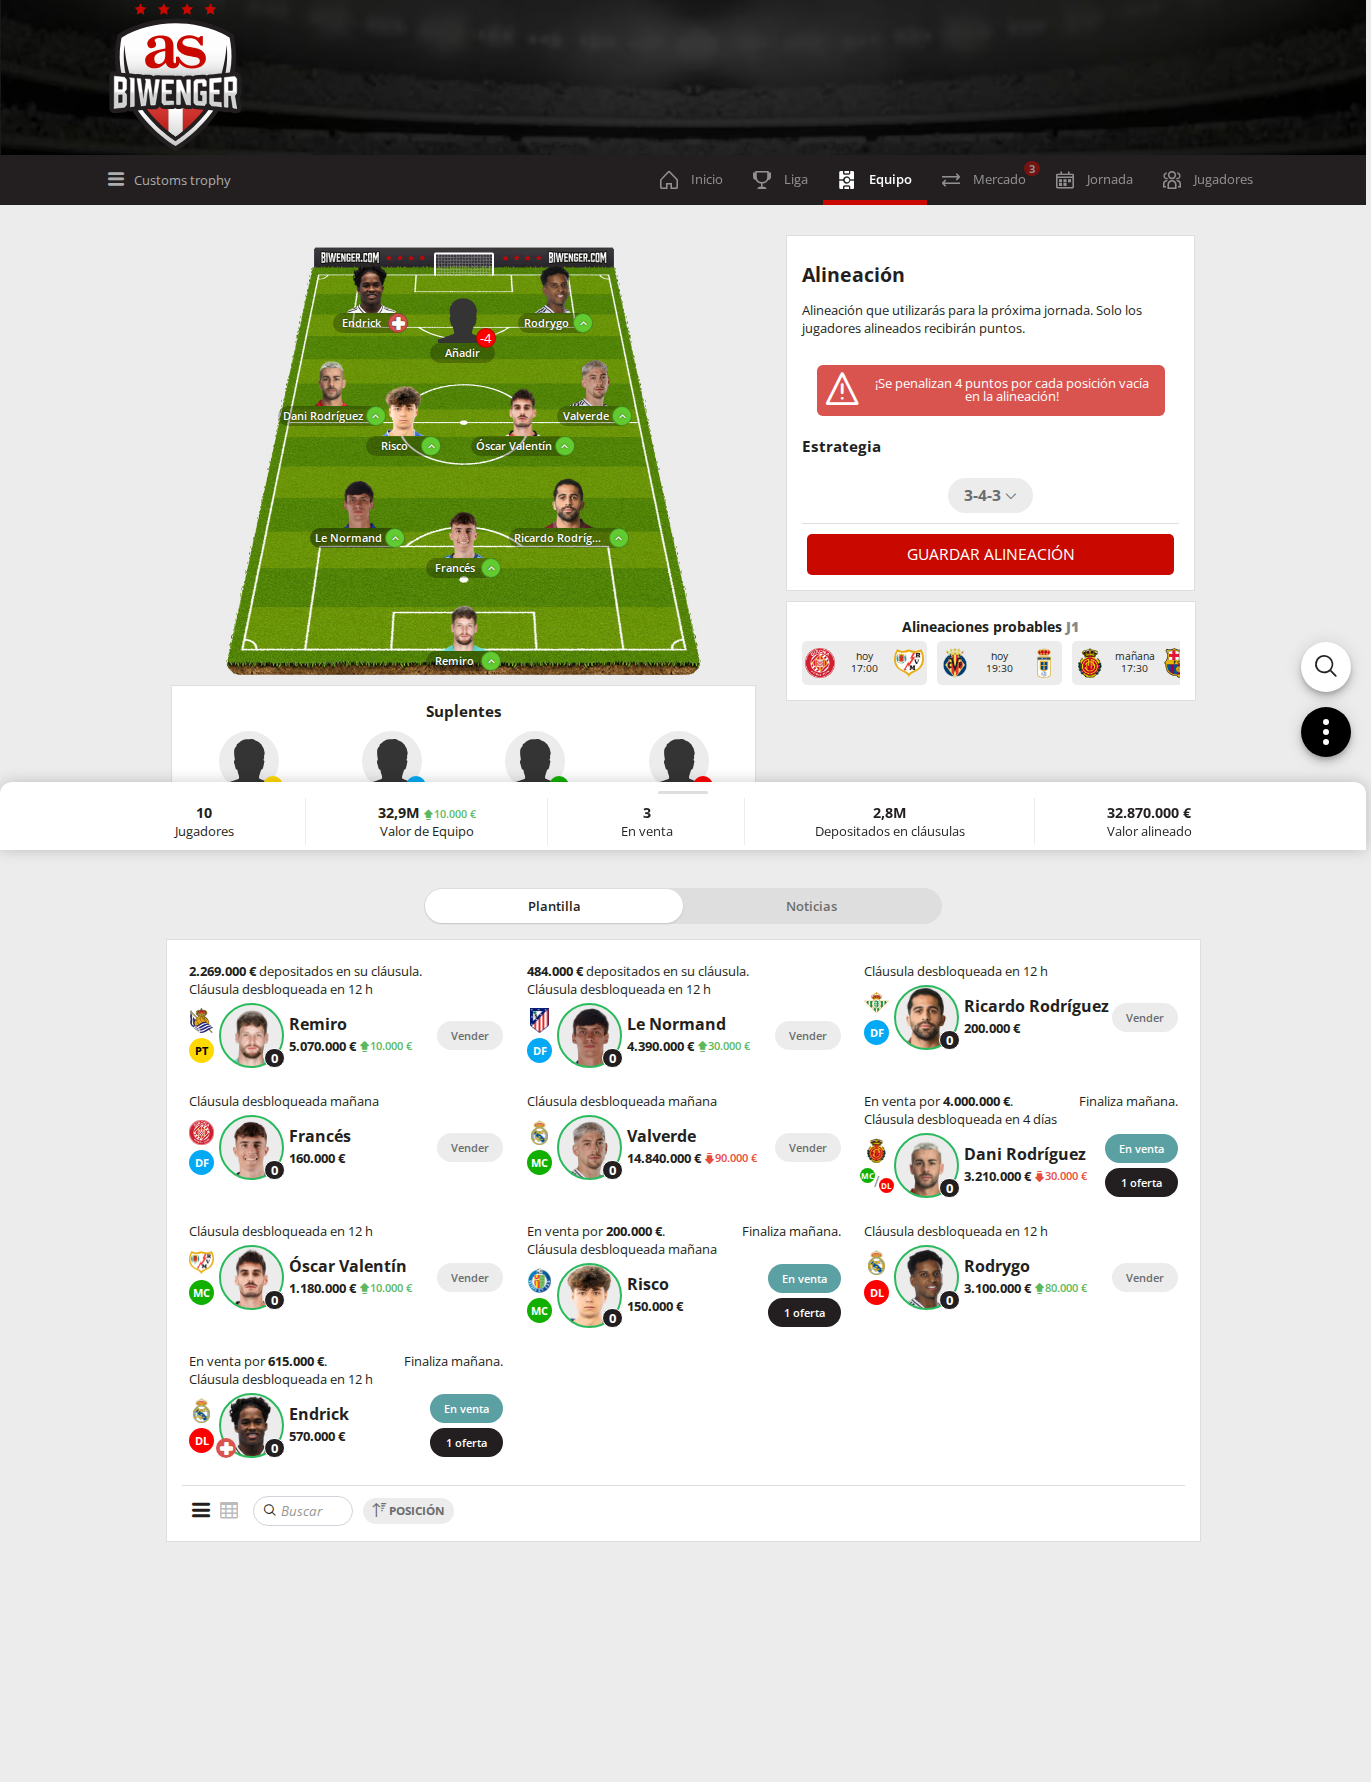 as
BIWENGER
Customs trophy
Inicio
Liga
Equipo
Mercado
3
Jornada
Jugadores
BIWENGER.COM
BIWENGER.COM
Endrick
Rodrygo
-4
Añadir
Dani Rodríguez
Valverde
Risco
Óscar Valentín
Le Normand
Ricardo Rodríg...
Francés
Remiro
Alineación
Alineación que utilizarás para la próxima jornada. Solo los
jugadores alineados recibirán puntos.
¡Se penalizan 4 puntos por cada posición vacía
en la alineación!
Estrategia
3-4-3
GUARDAR ALINEACIÓN
Alineaciones probables J1
hoy
17:00
hoy
19:30
mañana
17:30
Suplentes
10
Jugadores
32,9M 10.000 €
Valor de Equipo
3
En venta
2,8M
Depositados en cláusulas
32.870.000 €
Valor alineado
Plantilla
Noticias
2.269.000 € depositados en su cláusula.
Cláusula desbloqueada en 12 h
PT
0
Remiro
5.070.000 € 10.000 €
Vender
484.000 € depositados en su cláusula.
Cláusula desbloqueada en 12 h
DF
0
Le Normand
4.390.000 € 30.000 €
Vender
Cláusula desbloqueada en 12 h
DF
0
Ricardo Rodríguez
200.000 €
Vender
Cláusula desbloqueada mañana
DF
0
Francés
160.000 €
Vender
Cláusula desbloqueada mañana
MC
0
Valverde
14.840.000 € 90.000 €
Vender
En venta por 4.000.000 €. Finaliza mañana.
Cláusula desbloqueada en 4 días
MC / DL
0
Dani Rodríguez
3.210.000 € 30.000 €
En venta
1 oferta
Cláusula desbloqueada en 12 h
MC
0
Óscar Valentín
1.180.000 € 10.000 €
Vender
En venta por 200.000 €. Finaliza mañana.
Cláusula desbloqueada mañana
MC
0
Risco
150.000 €
En venta
1 oferta
Cláusula desbloqueada en 12 h
DL
0
Rodrygo
3.100.000 € 80.000 €
Vender
En venta por 615.000 €. Finaliza mañana.
Cláusula desbloqueada en 12 h
DL
0
Endrick
570.000 €
En venta
1 oferta
Buscar
POSICIÓN